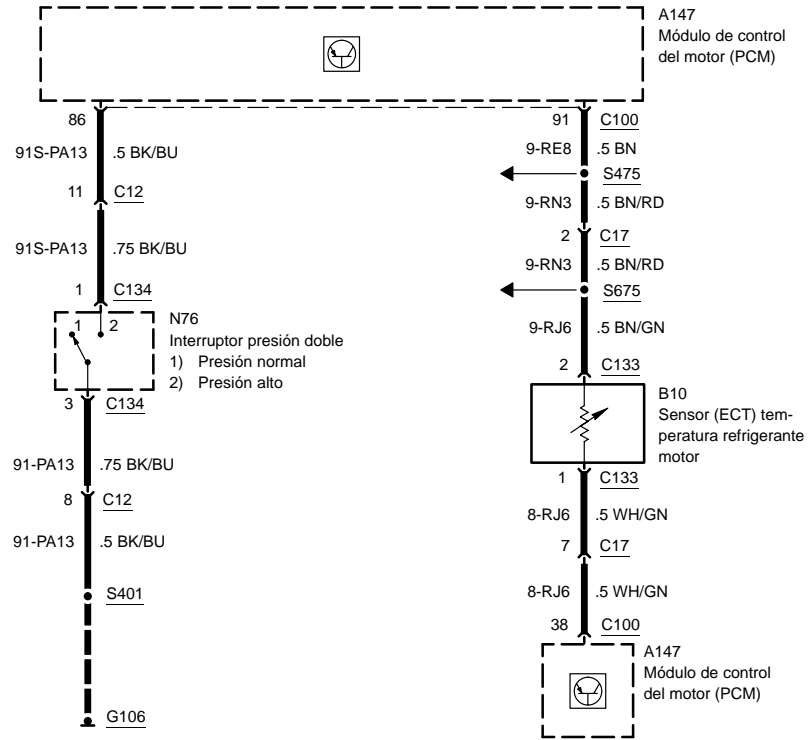 A147
Módulo de control
del motor (PCM)
86
91 C100
91S-PA13 .5 BK/BU
9-RE8 .5 BN
S475
11 C12
9-RN3 .5 BN/RD
2 C17
91S-PA13 .75 BK/BU
9-RN3 .5 BN/RD
1 C134
S675
1 2
N76
Interruptor presión doble
1) Presión normal
2) Presión alto
9-RJ6 .5 BN/GN
2 C133
3 C134
B10
Sensor (ECT) tem-
peratura refrigerante
motor
91-PA13 .75 BK/BU
1 C133
8 C12
8-RJ6 .5 WH/GN
91-PA13 .5 BK/BU
7 C17
S401
8-RJ6 .5 WH/GN
38 C100
A147
Módulo de control
del motor (PCM)
G106